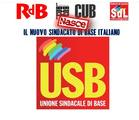 RdB CUB SdL
Nasce
IL NUOVO SINDACATO DI BASE ITALIANO
USB
UNIONE SINDACALE DI BASE